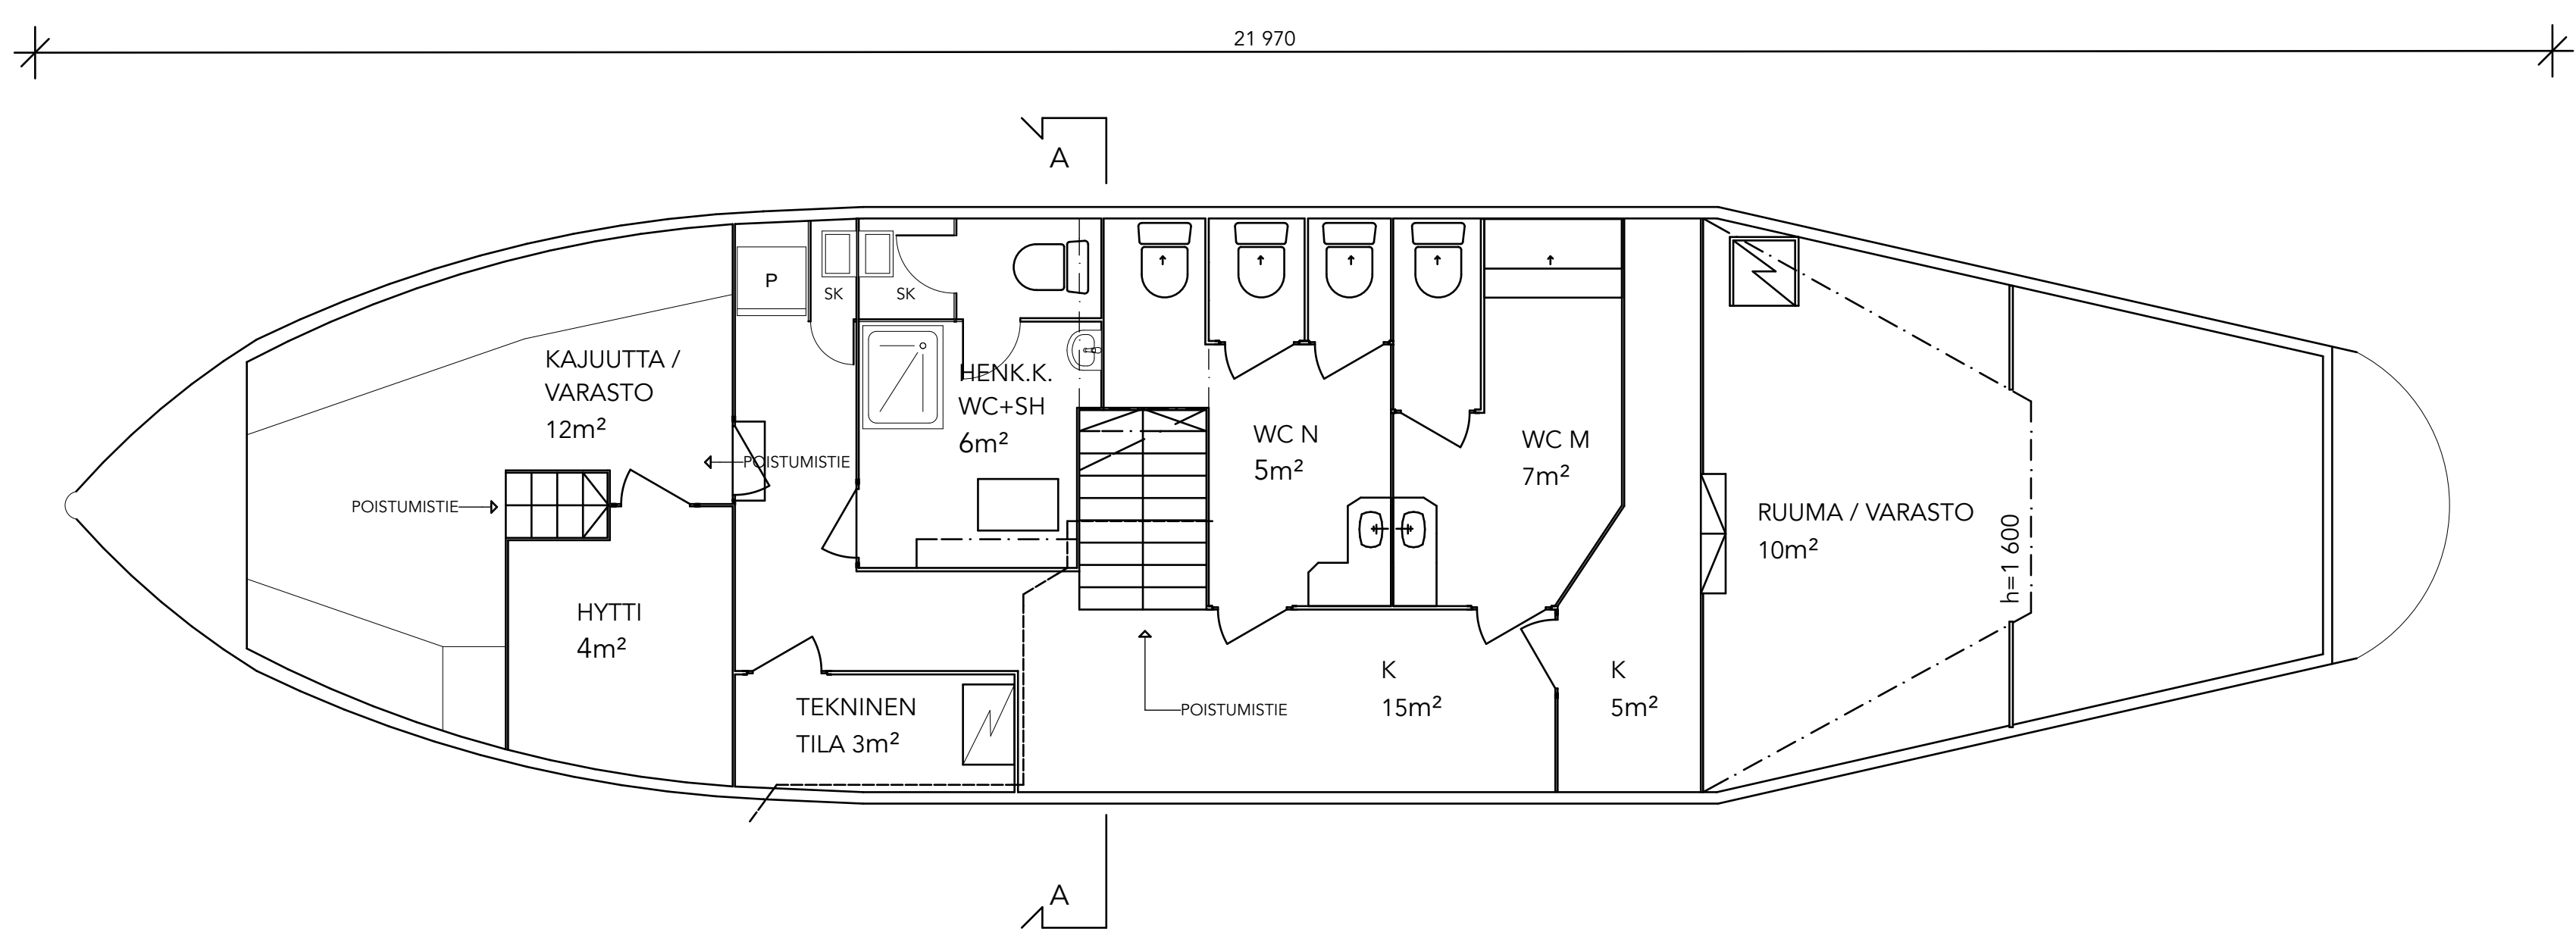 21 970
A
P
SK
SK
KAJUUTTA /
VARASTO
12m²
HENK.K.
WC+SH
6m²
POISTUMISTIE
POISTUMISTIE
WC N
5m²
WC M
7m²
RUUMA / VARASTO
10m²
h=1 600
HYTTI
4m²
TEKNINEN
TILA 3m²
POISTUMISTIE
K
15m²
K
5m²
A